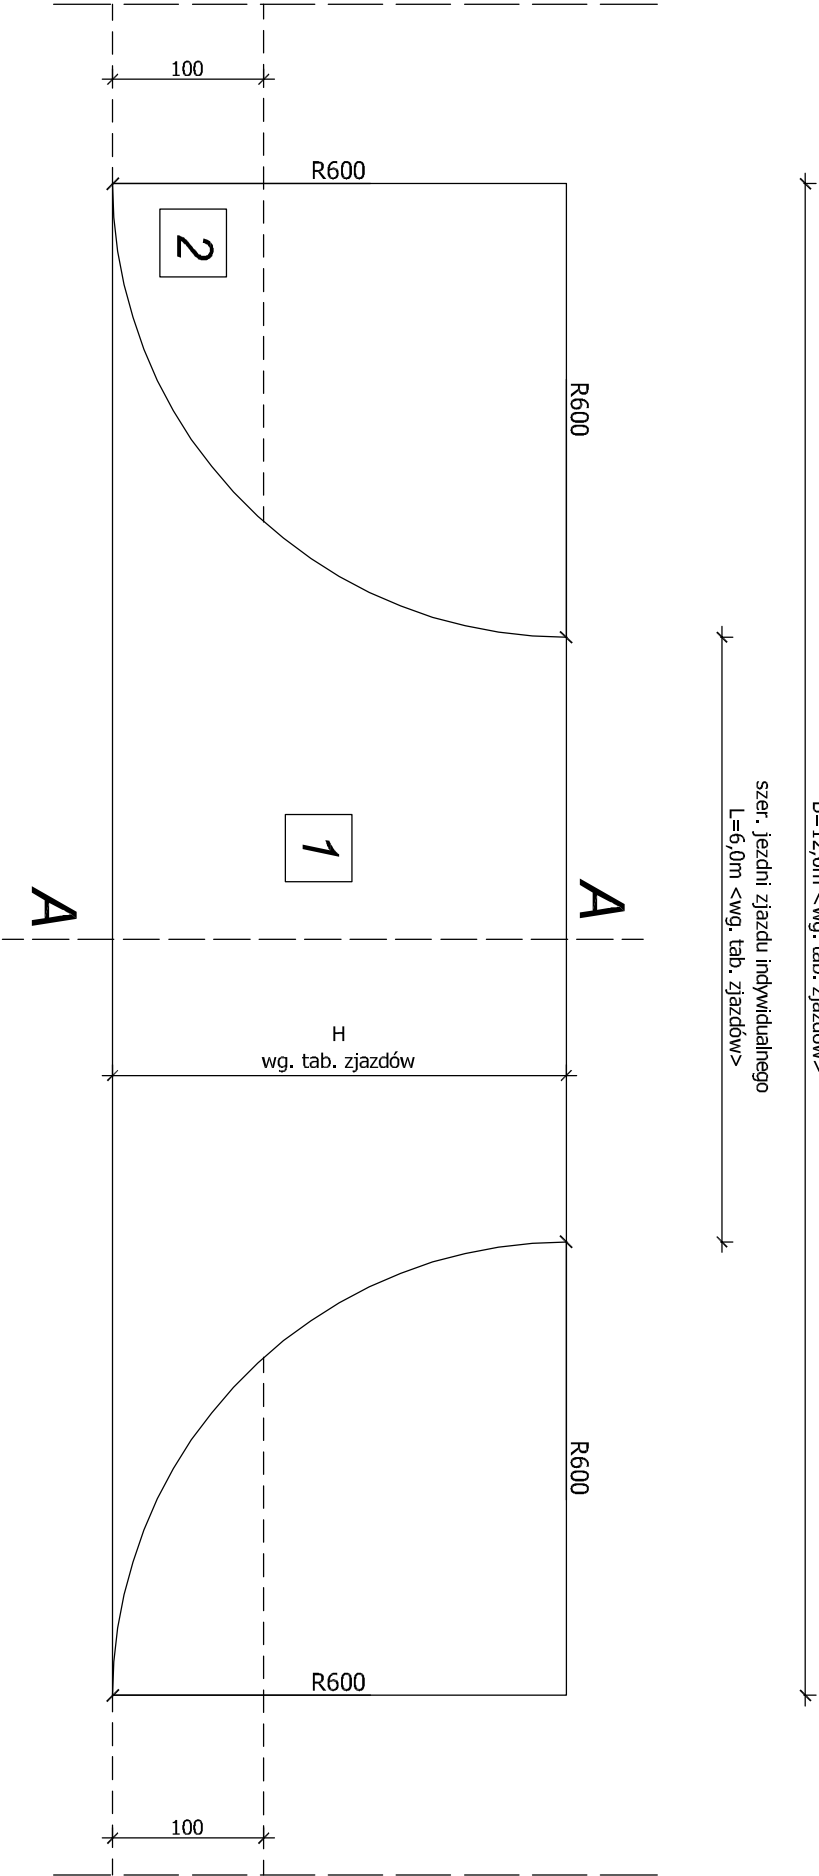 100
R600
2
R600
szer. jezdni zjazdu indywidualnego
L=6,0m <wg. tab. zjazdów>
1
A
A
H
wg. tab. zjazdów
R600
R600
100